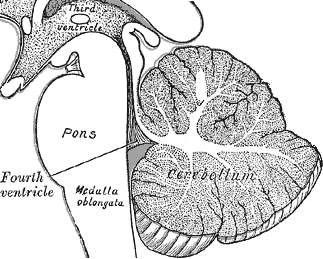 Third
ventricle
Pons
Fourth
ventricle
Medulla
oblongata
Cerebellum